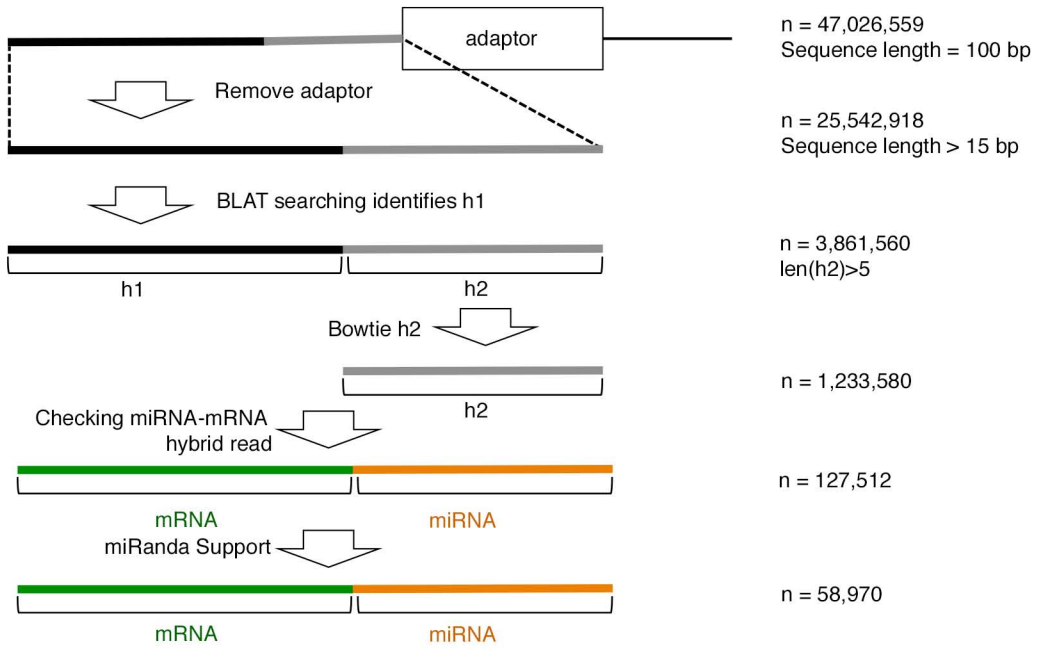 adaptor
n = 47,026,559
Sequence length = 100 bp
Remove adaptor
n = 25,542,918
Sequence length > 15 bp
BLAT searching identifies h1
n = 3,861,560
len(h2)>5
h1
h2
Bowtie h2
n = 1,233,580
h2
Checking miRNA-mRNA
hybrid read
n = 127,512
mRNA
miRNA
miRanda Support
n = 58,970
mRNA
miRNA